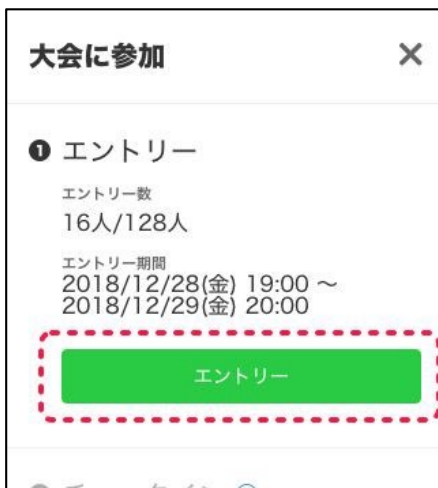 大会に参加 ×
❶ エントリー
エントリー数
16人/128人
エントリー期間
2018/12/28(金) 19:00 ~
2018/12/29(金) 20:00
エントリー